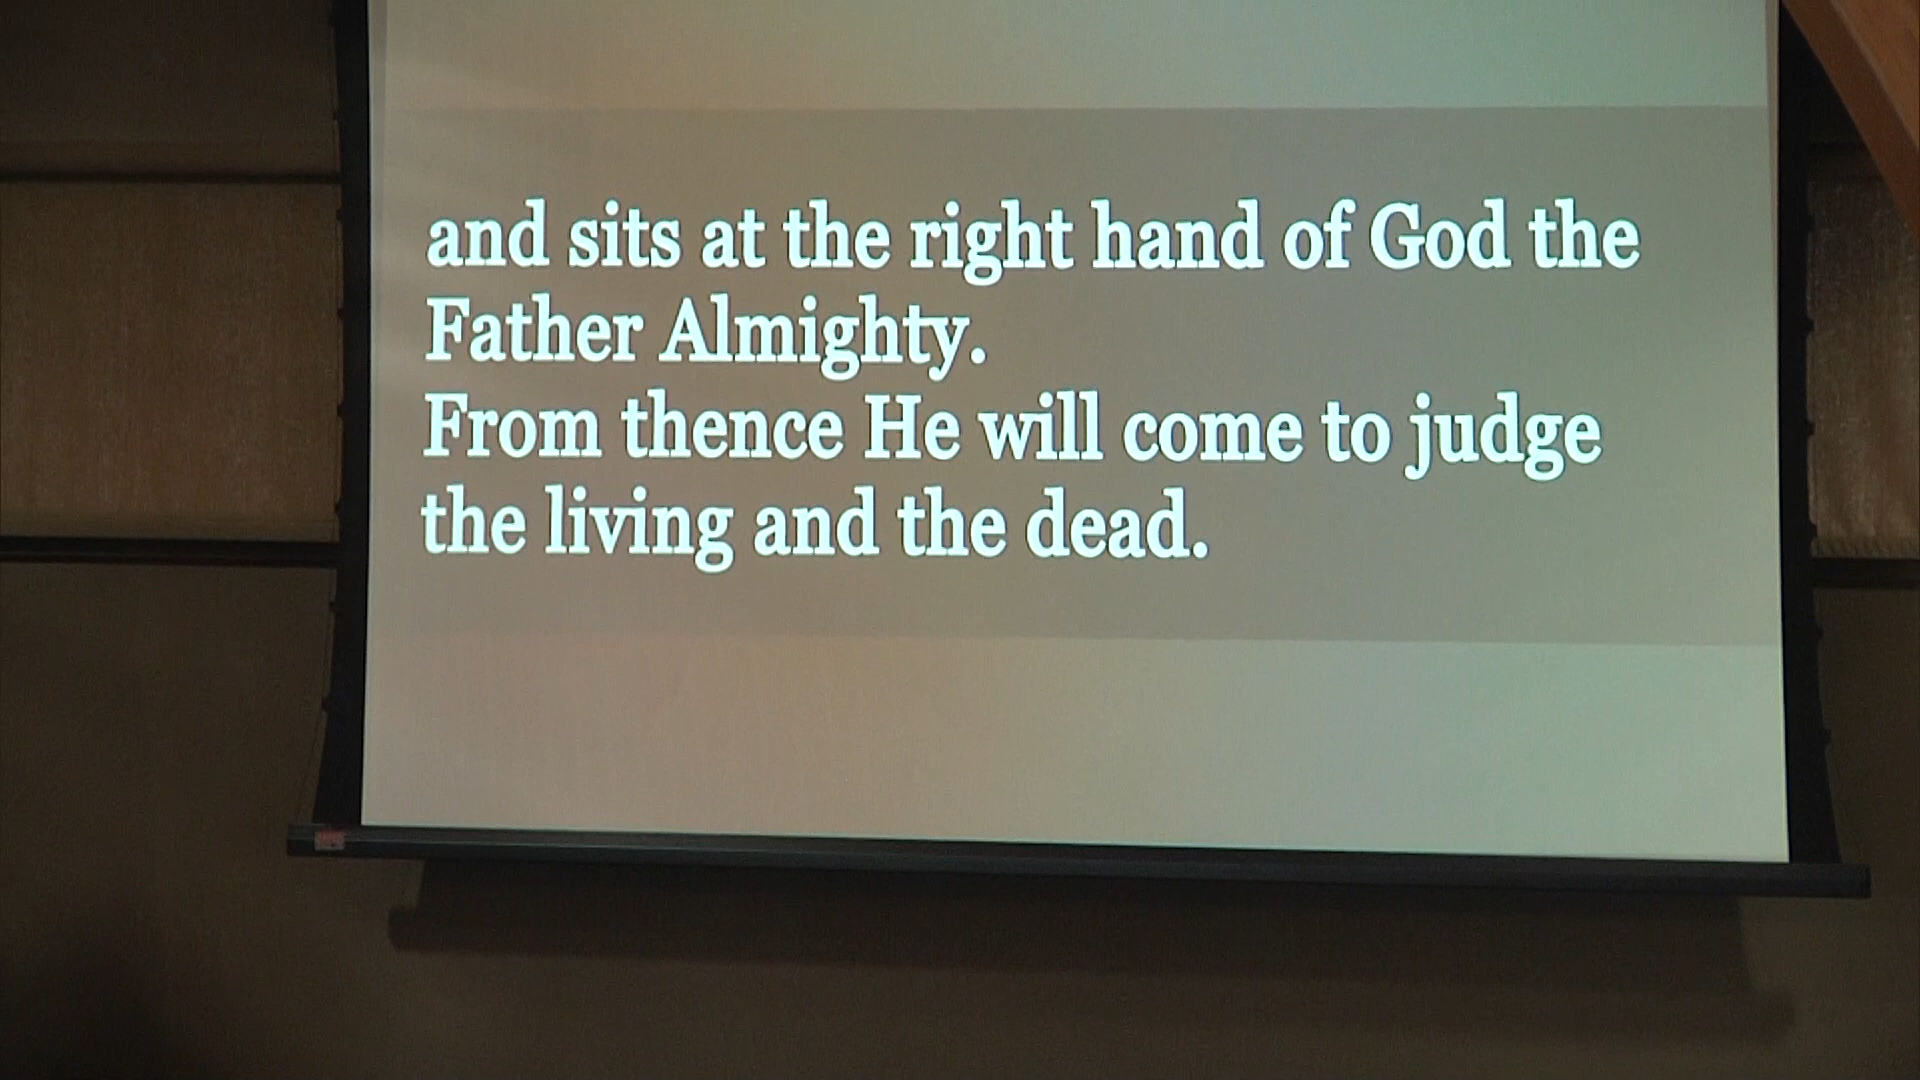 and sits at the right hand of God the
Father Almighty.
From thence He will come to judge
the living and the dead.